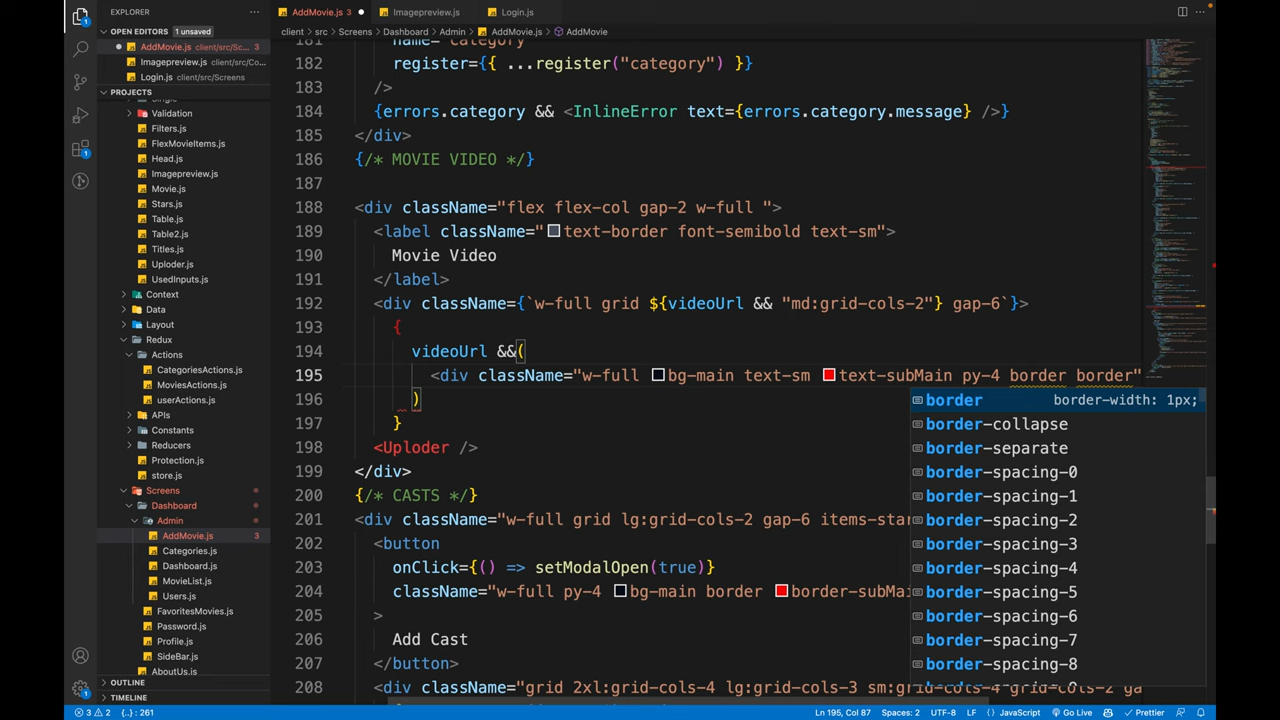 EXPLORER
···
AddMovie.js 3
Imagepreview.js
Login.js
···
OPEN EDITORS 1 unsaved
AddMovie.js client/src/Sc... 3
Imagepreview.js client/src/Co...
Login.js client/src/Screens
PROJECTS
Validation
Filters.js
FlexMovieItems.js
Head.js
Imagepreview.js
Movie.js
Stars.js
Table.js
Table2.js
Titles.js
Uploder.js
UsedInputs.js
Context
Data
Layout
Redux
Actions
CategoriesActions.js
MoviesActions.js
userActions.js
APIs
Constants
Reducers
Protection.js
store.js
Screens
Dashboard
Admin
AddMovie.js 3
Categories.js
Dashboard.js
MovieList.js
Users.js
FavoritesMovies.js
Password.js
Profile.js
SideBar.js
AboutUs.js
OUTLINE
TIMELINE
client > src > Screens > Dashboard > Admin > AddMovie.js > AddMovie
181 name="category"
182 register={{ ...register("category") }}
183 />
184 {errors.category && <InlineError text={errors.category.message} />}
185 </div>
186 {/* MOVIE VIDEO */}
187
188 <div className="flex flex-col gap-2 w-full ">
189 <label className="text-border font-semibold text-sm">
190 Movie Video
191 </label>
192 <div className={`w-full grid ${videoUrl && "md:grid-cols-2"} gap-6`}>
193 {
194 videoUrl &&(
195 <div className="w-full bg-main text-sm text-subMain py-4 border border"
196 )
197 }
198 <Uploder />
199 </div>
200 {/* CASTS */}
201 <div className="w-full grid lg:grid-cols-2 gap-6 items-star
202 <button
203 onClick={() => setModalOpen(true)}
204 className="w-full py-4 bg-main border border-subMai
205 >
206 Add Cast
207 </button>
208 <div className="grid 2xl:grid-cols-4 lg:grid-cols-3 sm:grid-cols-4 grid-cols-2 ga
border border-width: 1px;
border-collapse
border-separate
border-spacing-0
border-spacing-1
border-spacing-2
border-spacing-3
border-spacing-4
border-spacing-5
border-spacing-6
border-spacing-7
border-spacing-8
3 2 {..} : 261
Ln 195, Col 87 Spaces: 2 UTF-8 LF {} JavaScript Go Live Prettier